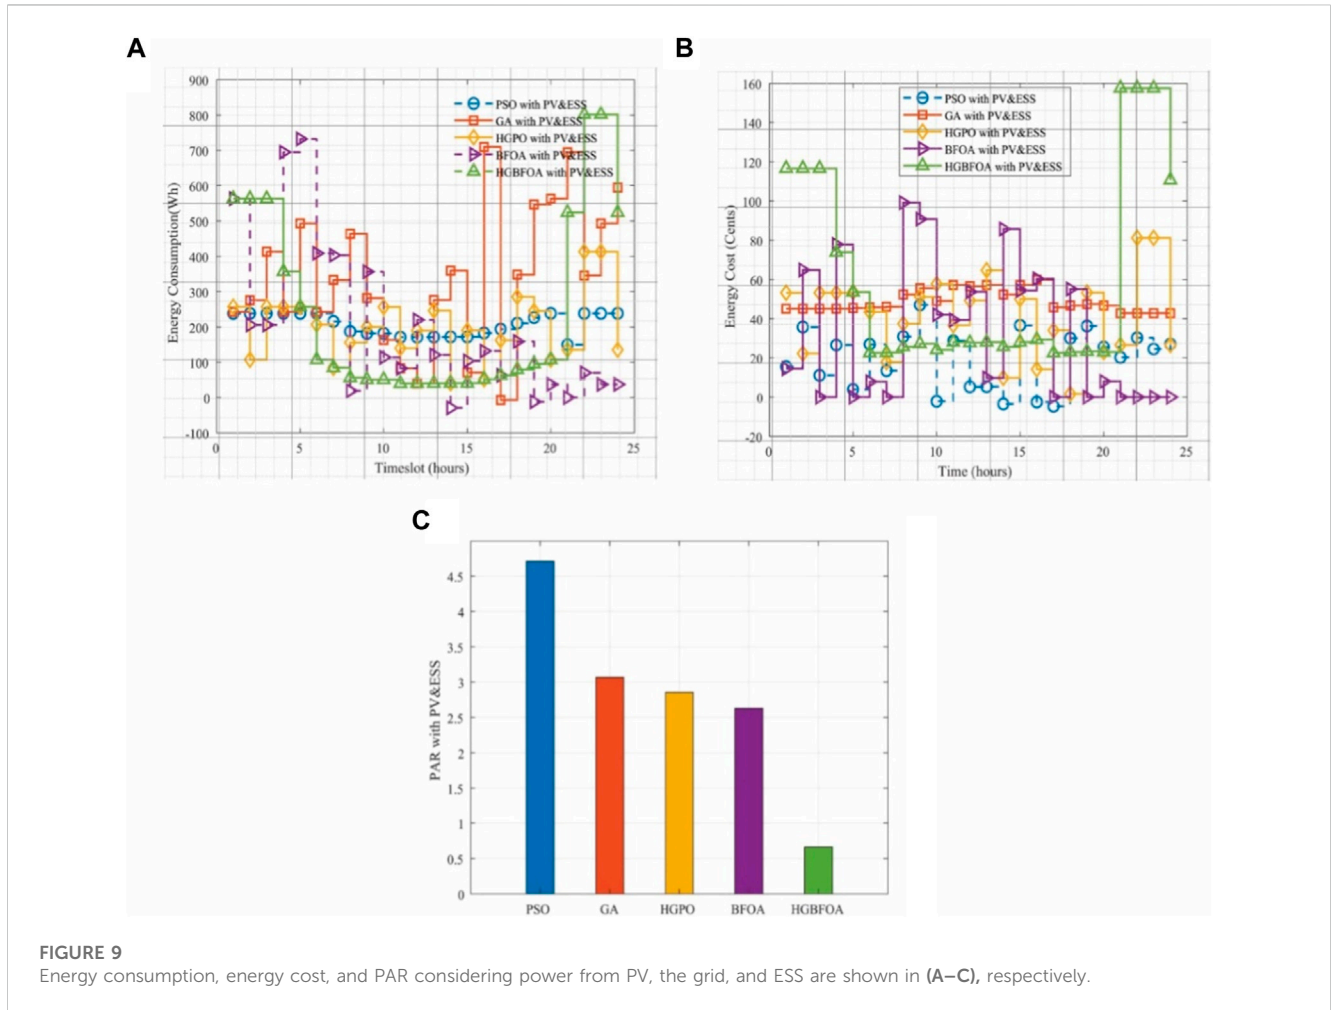 A
900
800
700
600
500
400
300
200
100
0
-100
0
5
10
15
20
25
Energy Consumption(Wh)
Timeslot (hours)
PSO with PV&ESS
GA with PV&ESS
HGPO with PV&ESS
BFOA with PV&ESS
HGBFOA with PV&ESS
B
160
140
120
100
80
60
40
20
0
-20
0
5
10
15
20
25
Energy Cost (Cents)
Time (hours)
PSO with PV&ESS
GA with PV&ESS
HGPO with PV&ESS
BFOA with PV&ESS
HGBFOA with PV&ESS
C
4.5
4
3.5
3
2.5
2
1.5
1
0.5
0
PAR with PV&ESS
PSO
GA
HGPO
BFOA
HGBFOA
FIGURE 9
Energy consumption, energy cost, and PAR considering power from PV, the grid, and ESS are shown in (A–C), respectively.